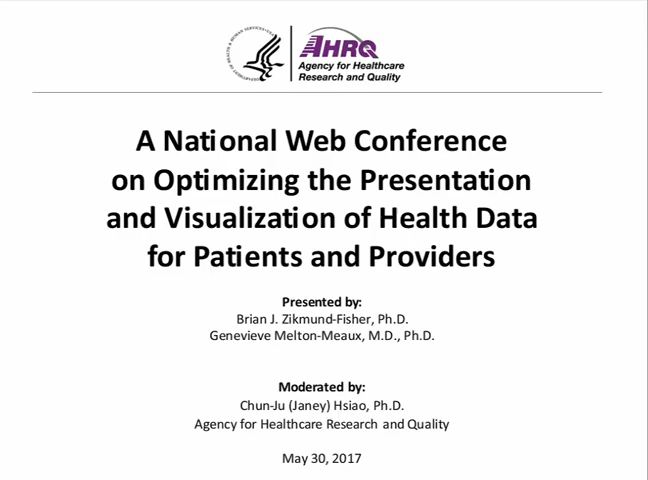 AHRQ
Agency for Healthcare
Research and Quality
A National Web Conference
on Optimizing the Presentation
and Visualization of Health Data
for Patients and Providers
Presented by:
Brian J. Zikmund-Fisher, Ph.D.
Genevieve Melton-Meaux, M.D., Ph.D.
Moderated by:
Chun-Ju (Janey) Hsiao, Ph.D.
Agency for Healthcare Research and Quality
May 30, 2017